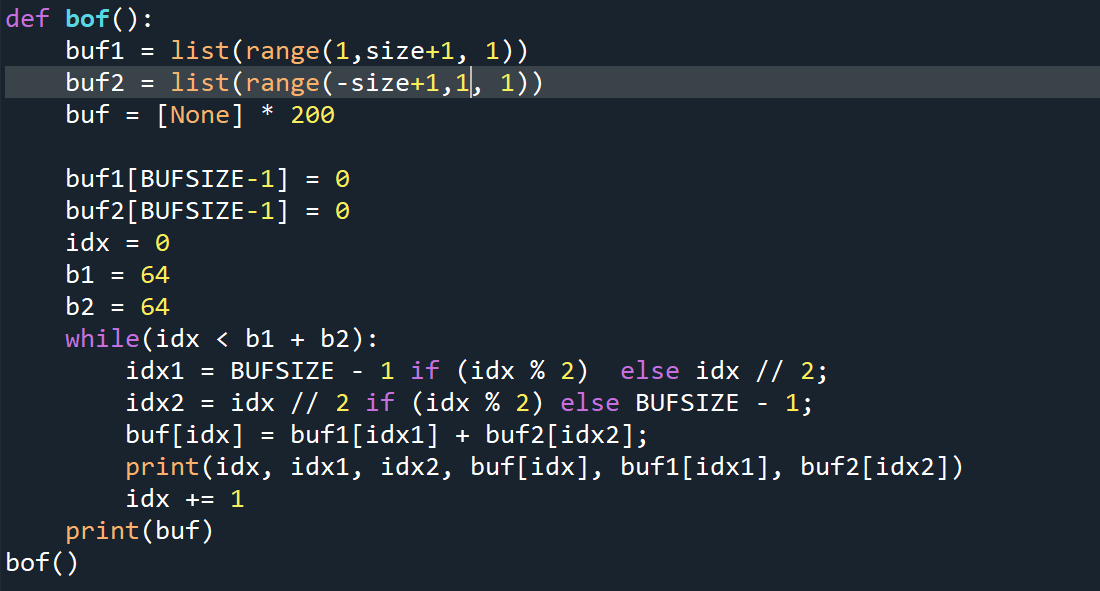 def bof():
    buf1 = list(range(1,size+1, 1))
    buf2 = list(range(-size+1,1, 1))
    buf = [None] * 200

    buf1[BUFSIZE-1] = 0
    buf2[BUFSIZE-1] = 0
    idx = 0
    b1 = 64
    b2 = 64
    while(idx < b1 + b2):
        idx1 = BUFSIZE - 1 if (idx % 2)  else idx // 2;
        idx2 = idx // 2 if (idx % 2) else BUFSIZE - 1;
        buf[idx] = buf1[idx1] + buf2[idx2];
        print(idx, idx1, idx2, buf[idx], buf1[idx1], buf2[idx2])
        idx += 1
    print(buf)
bof()